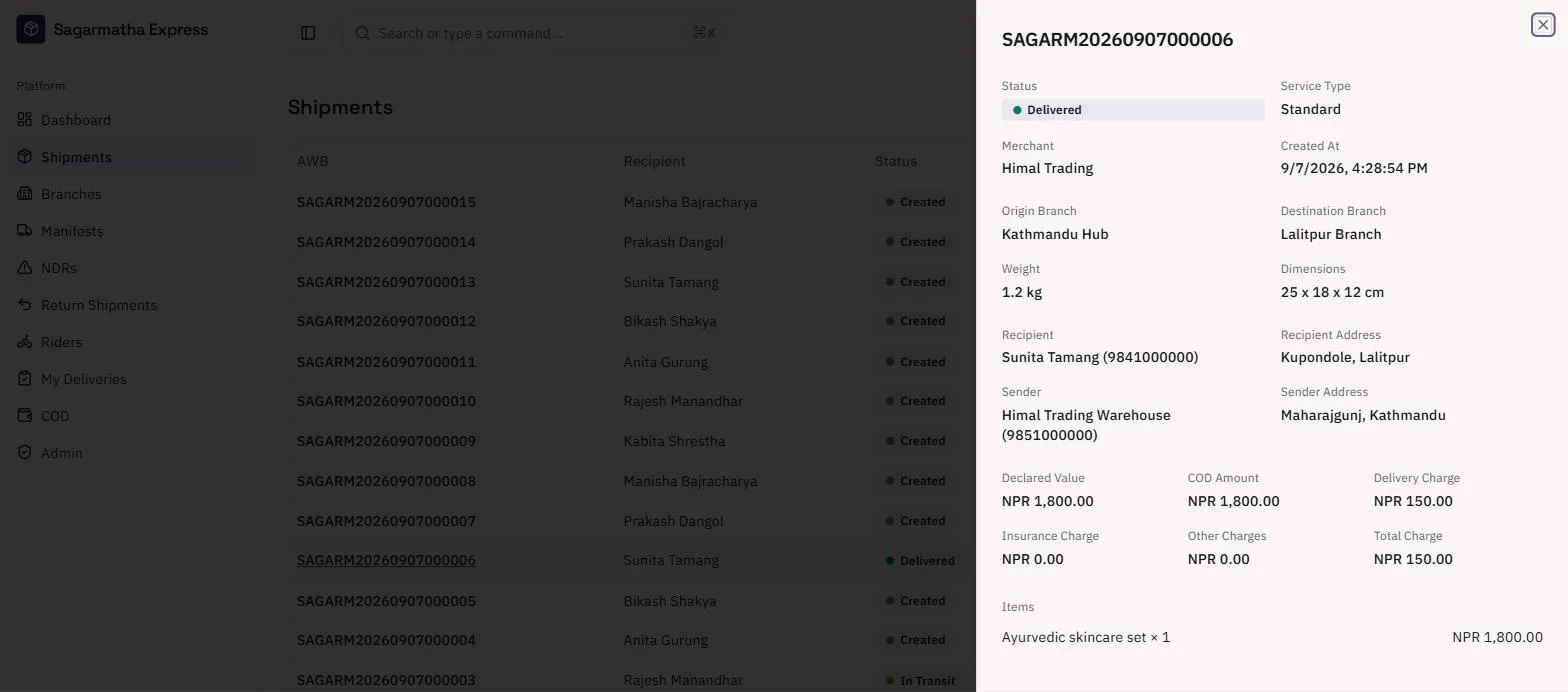 Sagarmatha Express
Search or type a command...
⌘K
Platform
Dashboard
Shipments
Branches
Manifests
NDRs
Return Shipments
Riders
My Deliveries
COD
Admin
Shipments
AWB Recipient Status
SAGARM20260907000015 Manisha Bajracharya Created
SAGARM20260907000014 Prakash Dangol Created
SAGARM20260907000013 Sunita Tamang Created
SAGARM20260907000012 Bikash Shakya Created
SAGARM20260907000011 Anita Gurung Created
SAGARM20260907000010 Rajesh Manandhar Created
SAGARM20260907000009 Kabita Shrestha Created
SAGARM20260907000008 Manisha Bajracharya Created
SAGARM20260907000007 Prakash Dangol Created
SAGARM20260907000006 Sunita Tamang Delivered
SAGARM20260907000005 Bikash Shakya Created
SAGARM20260907000004 Anita Gurung Created
SAGARM20260907000003 Rajesh Manandhar In Transit
SAGARM20260907000006
Status Service Type
Delivered Standard
Merchant Created At
Himal Trading 9/7/2026, 4:28:54 PM
Origin Branch Destination Branch
Kathmandu Hub Lalitpur Branch
Weight Dimensions
1.2 kg 25 x 18 x 12 cm
Recipient Recipient Address
Sunita Tamang (9841000000) Kupondole, Lalitpur
Sender Sender Address
Himal Trading Warehouse Maharajgunj, Kathmandu
(9851000000)
Declared Value COD Amount Delivery Charge
NPR 1,800.00 NPR 1,800.00 NPR 150.00
Insurance Charge Other Charges Total Charge
NPR 0.00 NPR 0.00 NPR 150.00
Items
Ayurvedic skincare set × 1 NPR 1,800.00